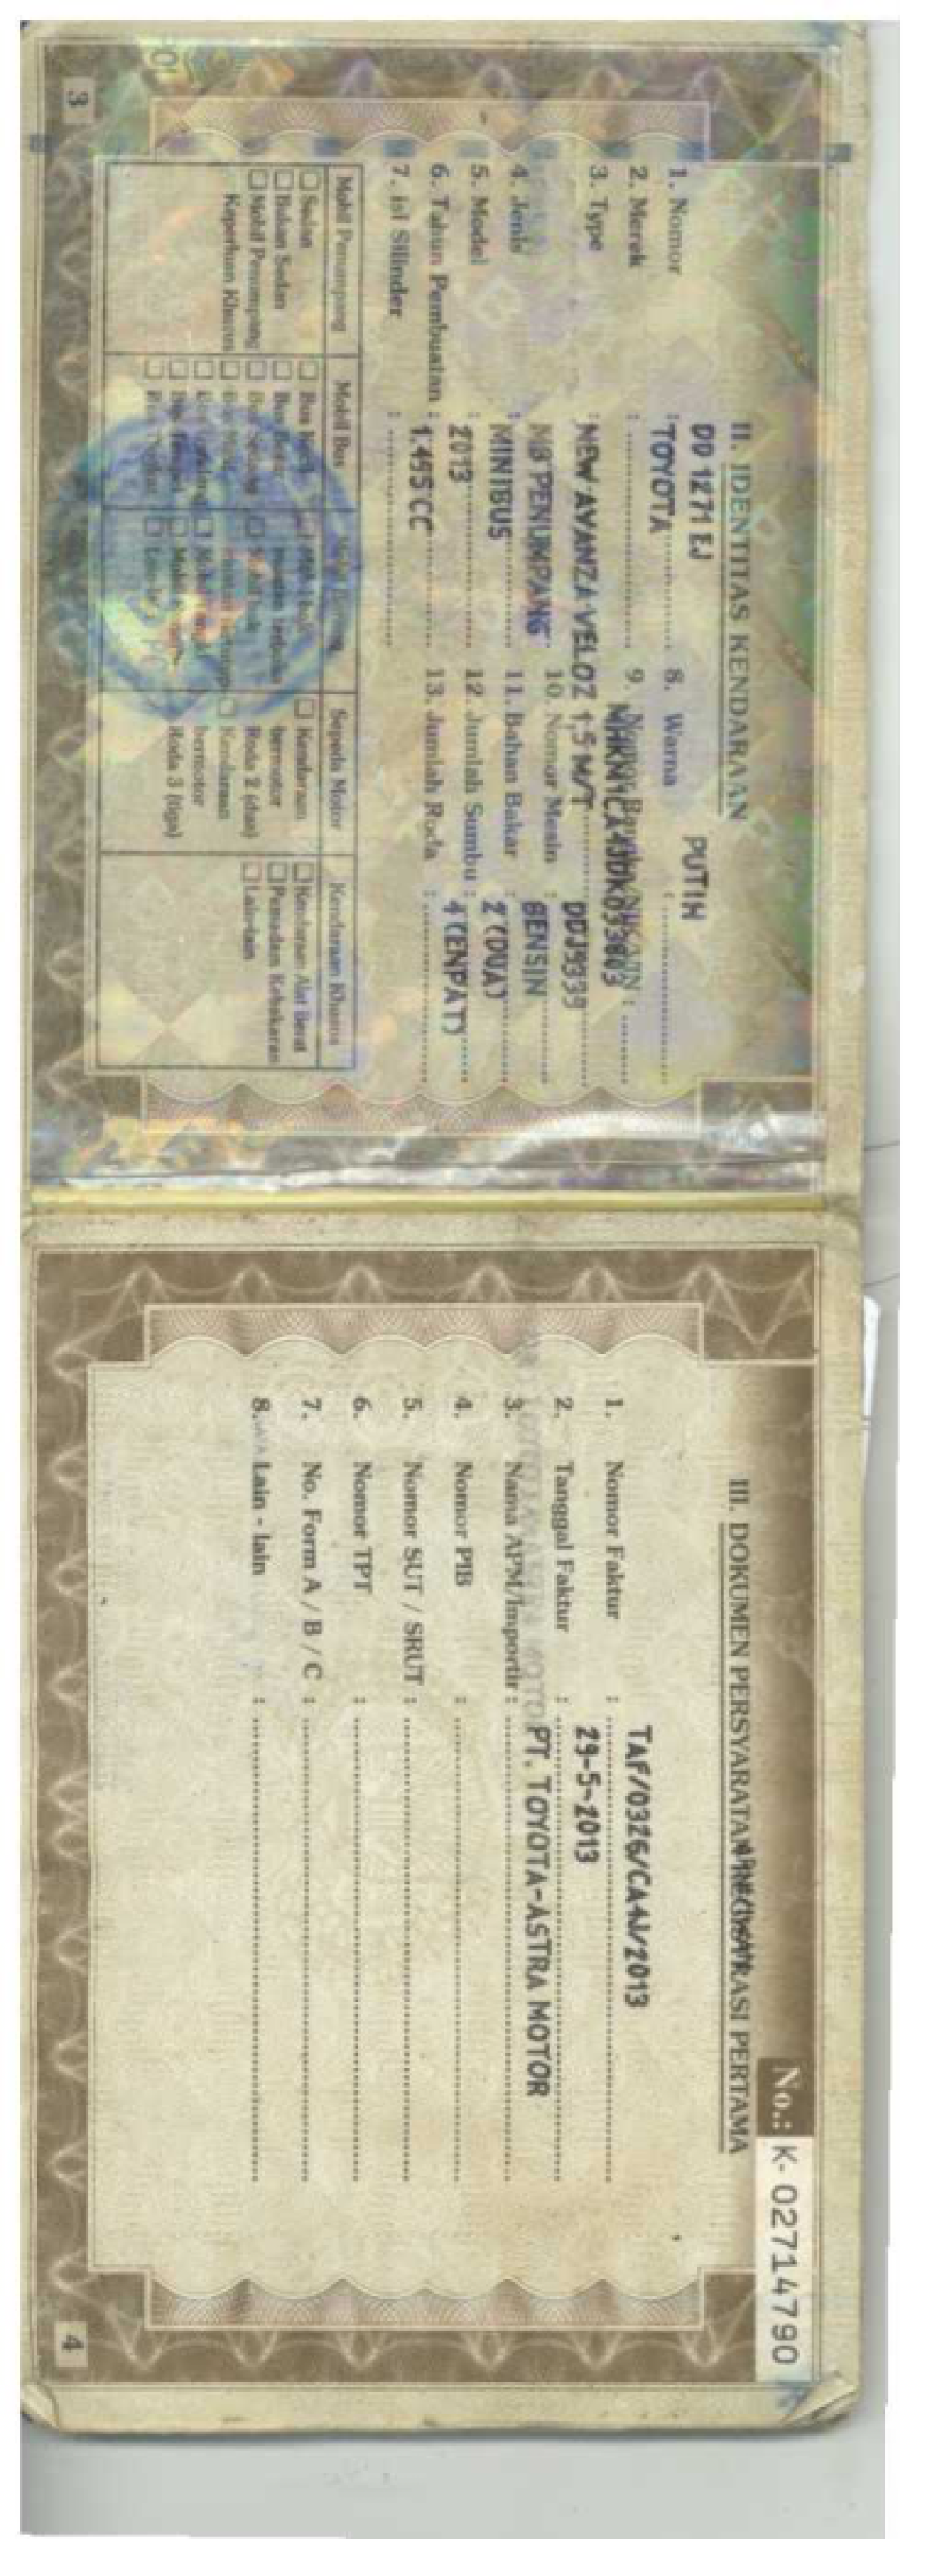 II. IDENTITAS KENDARAAN
1. Nomor : DD 1271 EJ
2. Merek : TOYOTA
3. Type : NEW AVANZA VELOZ 1,5 M/T
4. Jenis : MB PENUMPANG
5. Model : MINIBUS
6. Tahun Pembuatan : 2013
7. isi Silinder : 1.495 CC
8. Warna : PUTIH
9.
10. Nomor Mesin : DDJ9339
11. Bahan Bakar : BENSIN
12. Jumlah Sumbu : 2 (DUA)
13. Jumlah Roda : 4 (ENPAT)
Mobil Penumpang
Sedan
Bukan Sedan
Mobil Penumpang
Keperluan Khusus
Mobil Bus
Sepeda Motor
Kendaraan
bermotor
Roda 2 (dua)
Kendaraan
bermotor
Roda 3 (tiga)
Kendaraan Khusus
Kendaraan Alat Berat
Pemadam Kebakaran
Lain-lain
3
No.: K- 02714790
III. DOKUMEN PERSYARATAN PERTAMA
1. Nomor Faktur : TAF/0326/CA4J/2013
2. Tanggal Faktur : 29-5-2013
3. Nama APM/Importir : PT. TOYOTA-ASTRA MOTOR
4. Nomor PIB :
5. Nomor SUT / SRUT :
6. Nomor TPT :
7. No. Form A / B / C :
8. Lain - lain :
4